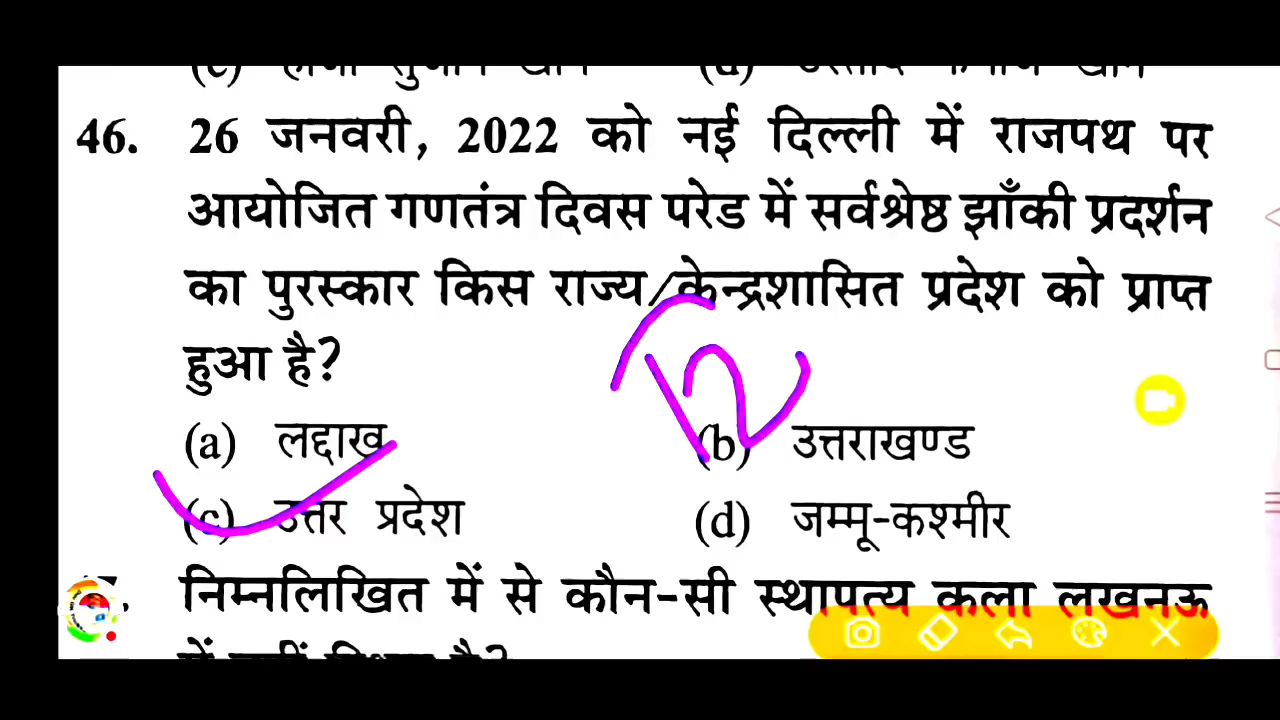 46. 26 जनवरी, 2022 को नई दिल्ली में राजपथ पर
आयोजित गणतंत्र दिवस परेड में सर्वश्रेष्ठ झाँकी प्रदर्शन
का पुरस्कार किस राज्य/केन्द्रशासित प्रदेश को प्राप्त
हुआ है?
(a) लद्दाख (b) उत्तराखण्ड
(c) उत्तर प्रदेश (d) जम्मू-कश्मीर
निम्नलिखित में से कौन-सी स्थापत्य कला लखनऊ